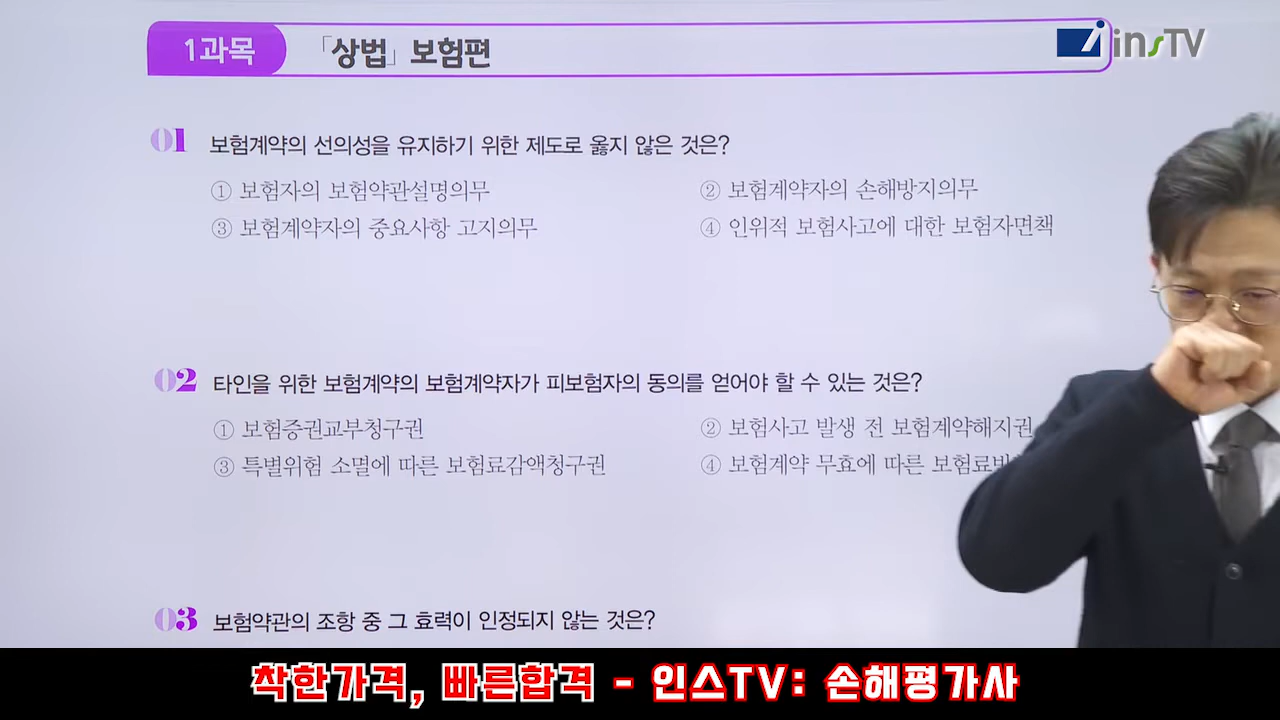 1과목 「상법」 보험편
insTV
01 보험계약의 선의성을 유지하기 위한 제도로 옳지 않은 것은?
① 보험자의 보험약관설명의무 ② 보험계약자의 손해방지의무
③ 보험계약자의 중요사항 고지의무 ④ 인위적 보험사고에 대한 보험자면책
02 타인을 위한 보험계약의 보험계약자가 피보험자의 동의를 얻어야 할 수 있는 것은?
① 보험증권교부청구권 ② 보험사고 발생 전 보험계약해지권
③ 특별위험 소멸에 따른 보험료감액청구권 ④ 보험계약 무효에 따른
03 보험약관의 조항 중 그 효력이 인정되지 않는 것은?
착한가격, 빠른합격 - 인스TV: 손해평가사